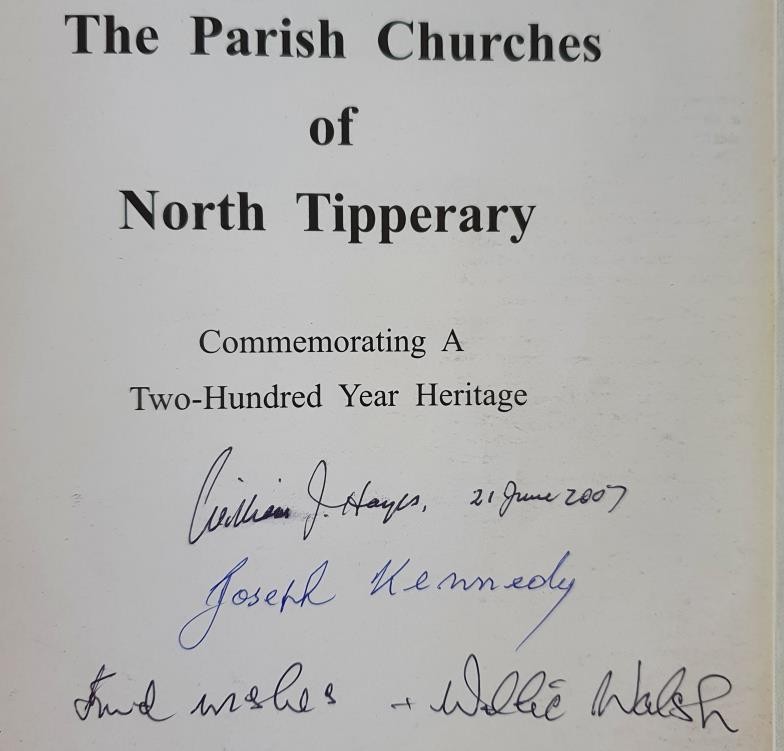 The Parish Churches
of
North Tipperary
Commemorating A
Two-Hundred Year Heritage
William J. Hayes, 21 June 2007
Joseph Kennedy
Fond wishes + Willie Walsh